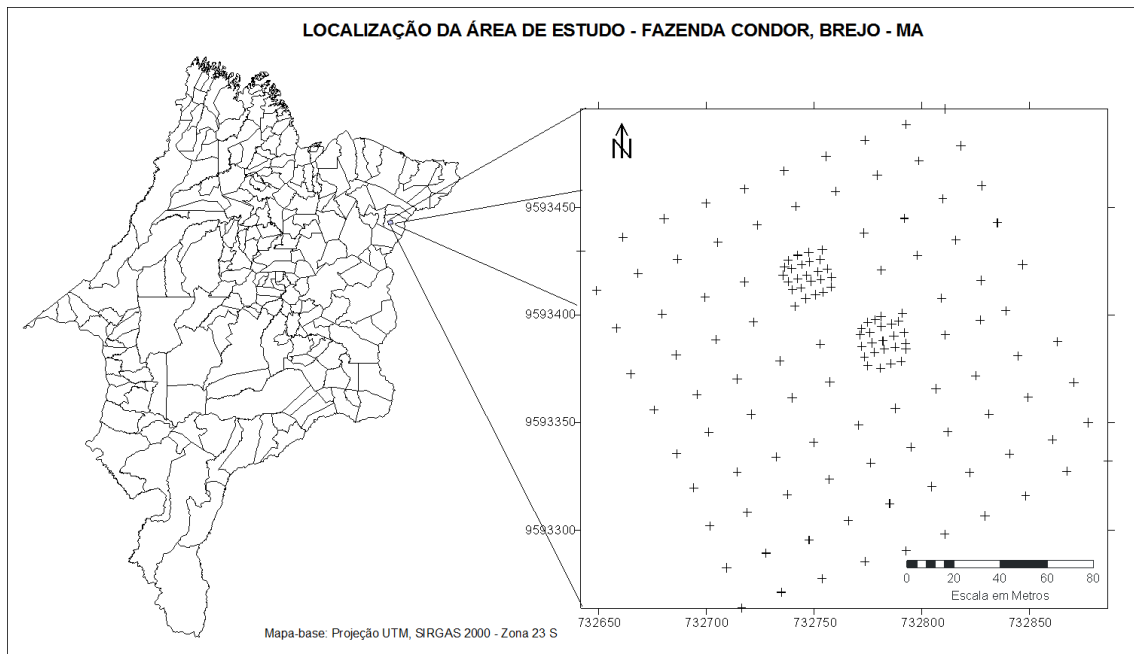 LOCALIZAÇÃO DA ÁREA DE ESTUDO - FAZENDA CONDOR, BREJO - MA
N
9593450
9593400
9593350
9593300
0 20 40 60 80
Escala em Metros
732650 732700 732750 732800 732850
Mapa-base: Projeção UTM, SIRGAS 2000 - Zona 23 S